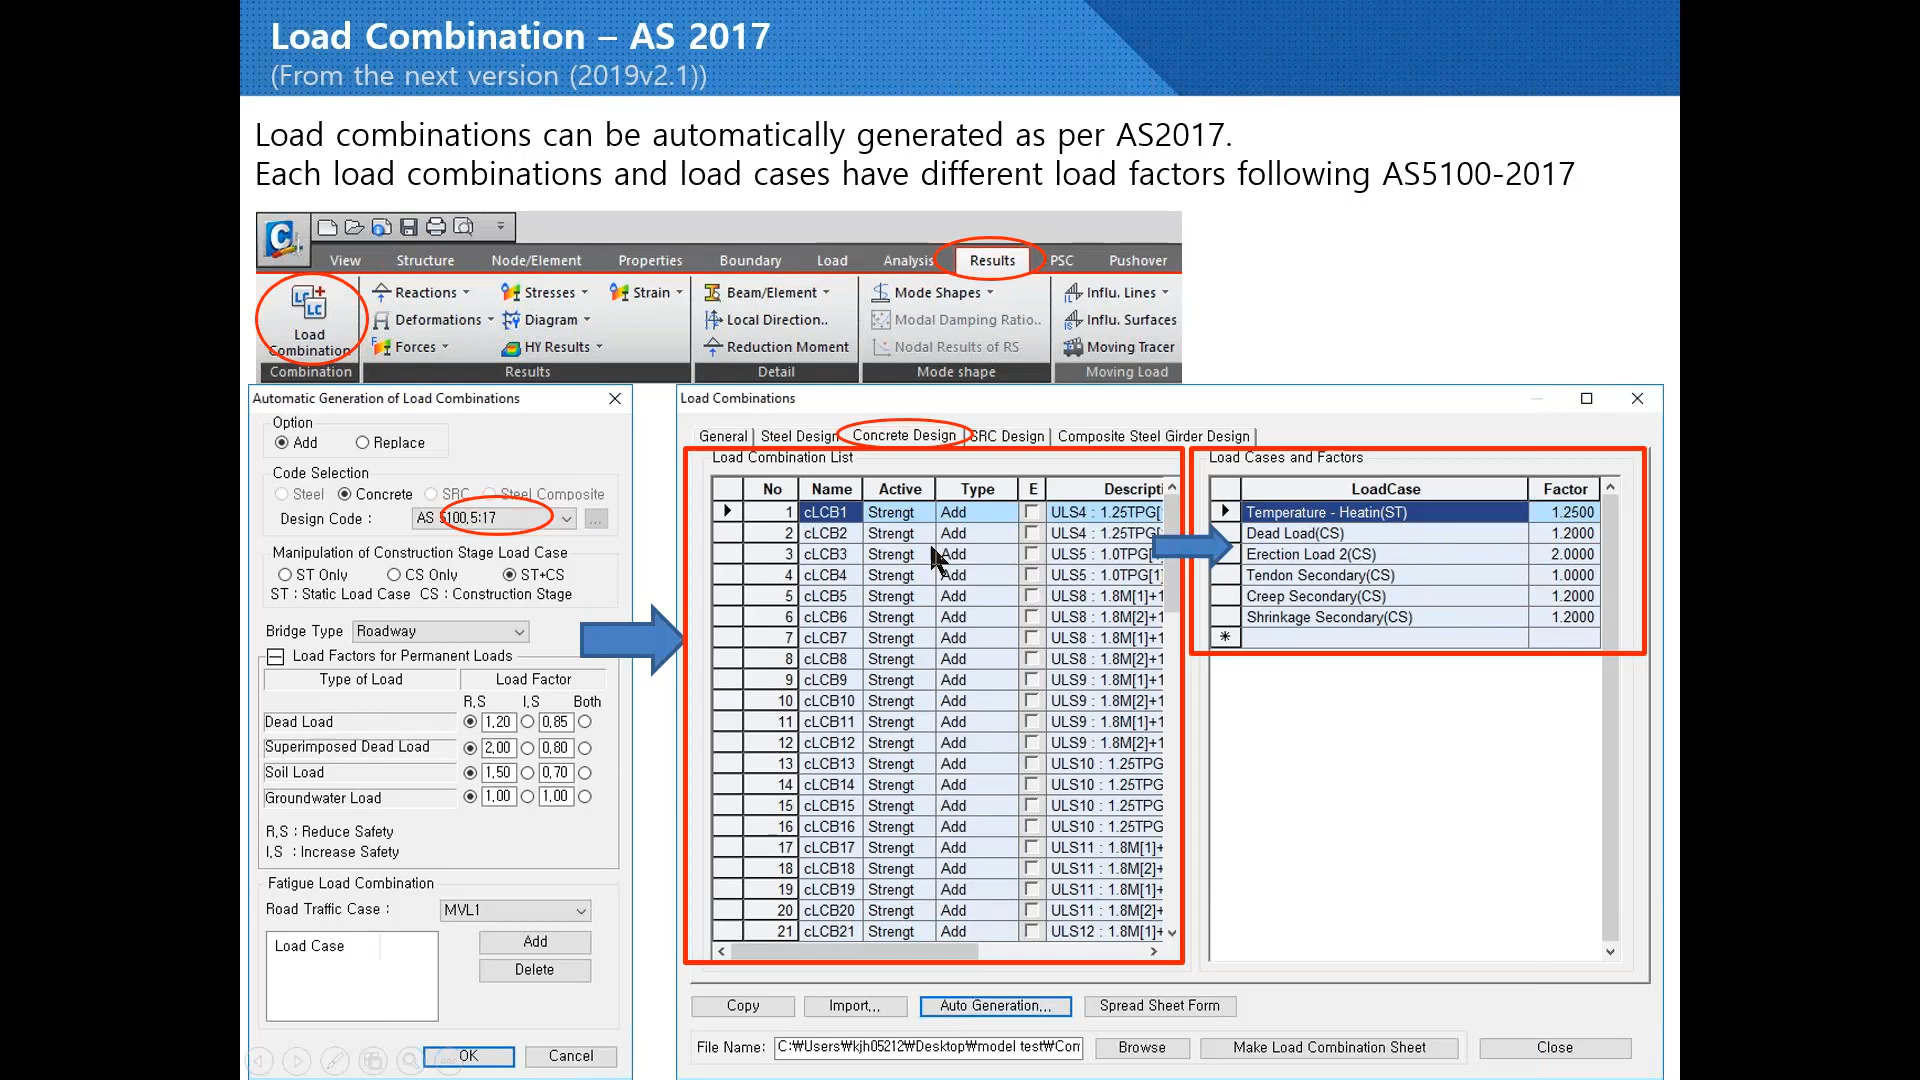 Load Combination – AS 2017
(From the next version (2019v2.1))
Load combinations can be automatically generated as per AS2017.
Each load combinations and load cases have different load factors following AS5100-2017
View Structure Node/Element Properties Boundary Load Analysis Results PSC Pushover
Load Combination
Reactions Stresses Strain
Deformations Diagram
Forces HY Results
Beam/Element
Local Direction..
Reduction Moment
Mode Shapes
Modal Damping Ratio..
Nodal Results of RS
Influ. Lines
Influ. Surfaces
Moving Tracer
Combination Results Detail Mode shape Moving Load
Automatic Generation of Load Combinations
Option
Add Replace
Code Selection
Steel Concrete SRC Steel Composite
Design Code : AS 5100,5:17 ...
Manipulation of Construction Stage Load Case
ST Only CS Only ST+CS
ST : Static Load Case CS : Construction Stage
Bridge Type Roadway
Load Factors for Permanent Loads
Type of Load Load Factor
R,S I,S Both
Dead Load 1,20 0,85
Superimposed Dead Load 2,00 0,80
Soil Load 1,50 0,70
Groundwater Load 1,00 1,00
R,S : Reduce Safety
I,S : Increase Safety
Fatigue Load Combination
Road Traffic Case : MVL1
Load Case
Add
Delete
OK Cancel
Load Combinations
General Steel Design Concrete Design SRC Design Composite Steel Girder Design
Load Combination List
No Name Active Type E Descripti
1 cLCB1 Strengt Add ULS4 : 1.25TPG[
2 cLCB2 Strengt Add ULS4 : 1.25TPG[
3 cLCB3 Strengt Add ULS5 : 1.0TPG[1]
4 cLCB4 Strengt Add ULS5 : 1.0TPG[1]
5 cLCB5 Strengt Add ULS8 : 1.8M[1]+1
6 cLCB6 Strengt Add ULS8 : 1.8M[2]+1
7 cLCB7 Strengt Add ULS8 : 1.8M[1]+1
8 cLCB8 Strengt Add ULS8 : 1.8M[2]+1
9 cLCB9 Strengt Add ULS9 : 1.8M[1]+1
10 cLCB10 Strengt Add ULS9 : 1.8M[2]+1
11 cLCB11 Strengt Add ULS9 : 1.8M[1]+1
12 cLCB12 Strengt Add ULS9 : 1.8M[2]+1
13 cLCB13 Strengt Add ULS10 : 1.25TPG
14 cLCB14 Strengt Add ULS10 : 1.25TPG
15 cLCB15 Strengt Add ULS10 : 1.25TPG
16 cLCB16 Strengt Add ULS10 : 1.25TPG
17 cLCB17 Strengt Add ULS11 : 1.8M[1]+
18 cLCB18 Strengt Add ULS11 : 1.8M[2]+
19 cLCB19 Strengt Add ULS11 : 1.8M[1]+
20 cLCB20 Strengt Add ULS11 : 1.8M[2]+
21 cLCB21 Strengt Add ULS12 : 1.8M[1]+
Load Cases and Factors
LoadCase Factor
Temperature - Heatin(ST) 1.2500
Dead Load(CS) 1.2000
Erection Load 2(CS) 2.0000
Tendon Secondary(CS) 1.0000
Creep Secondary(CS) 1.2000
Shrinkage Secondary(CS) 1.2000
Copy Import,,, Auto Generation,,, Spread Sheet Form
File Name: C:₩Users₩kjh05212₩Desktop₩model test₩Con Browse Make Load Combination Sheet Close